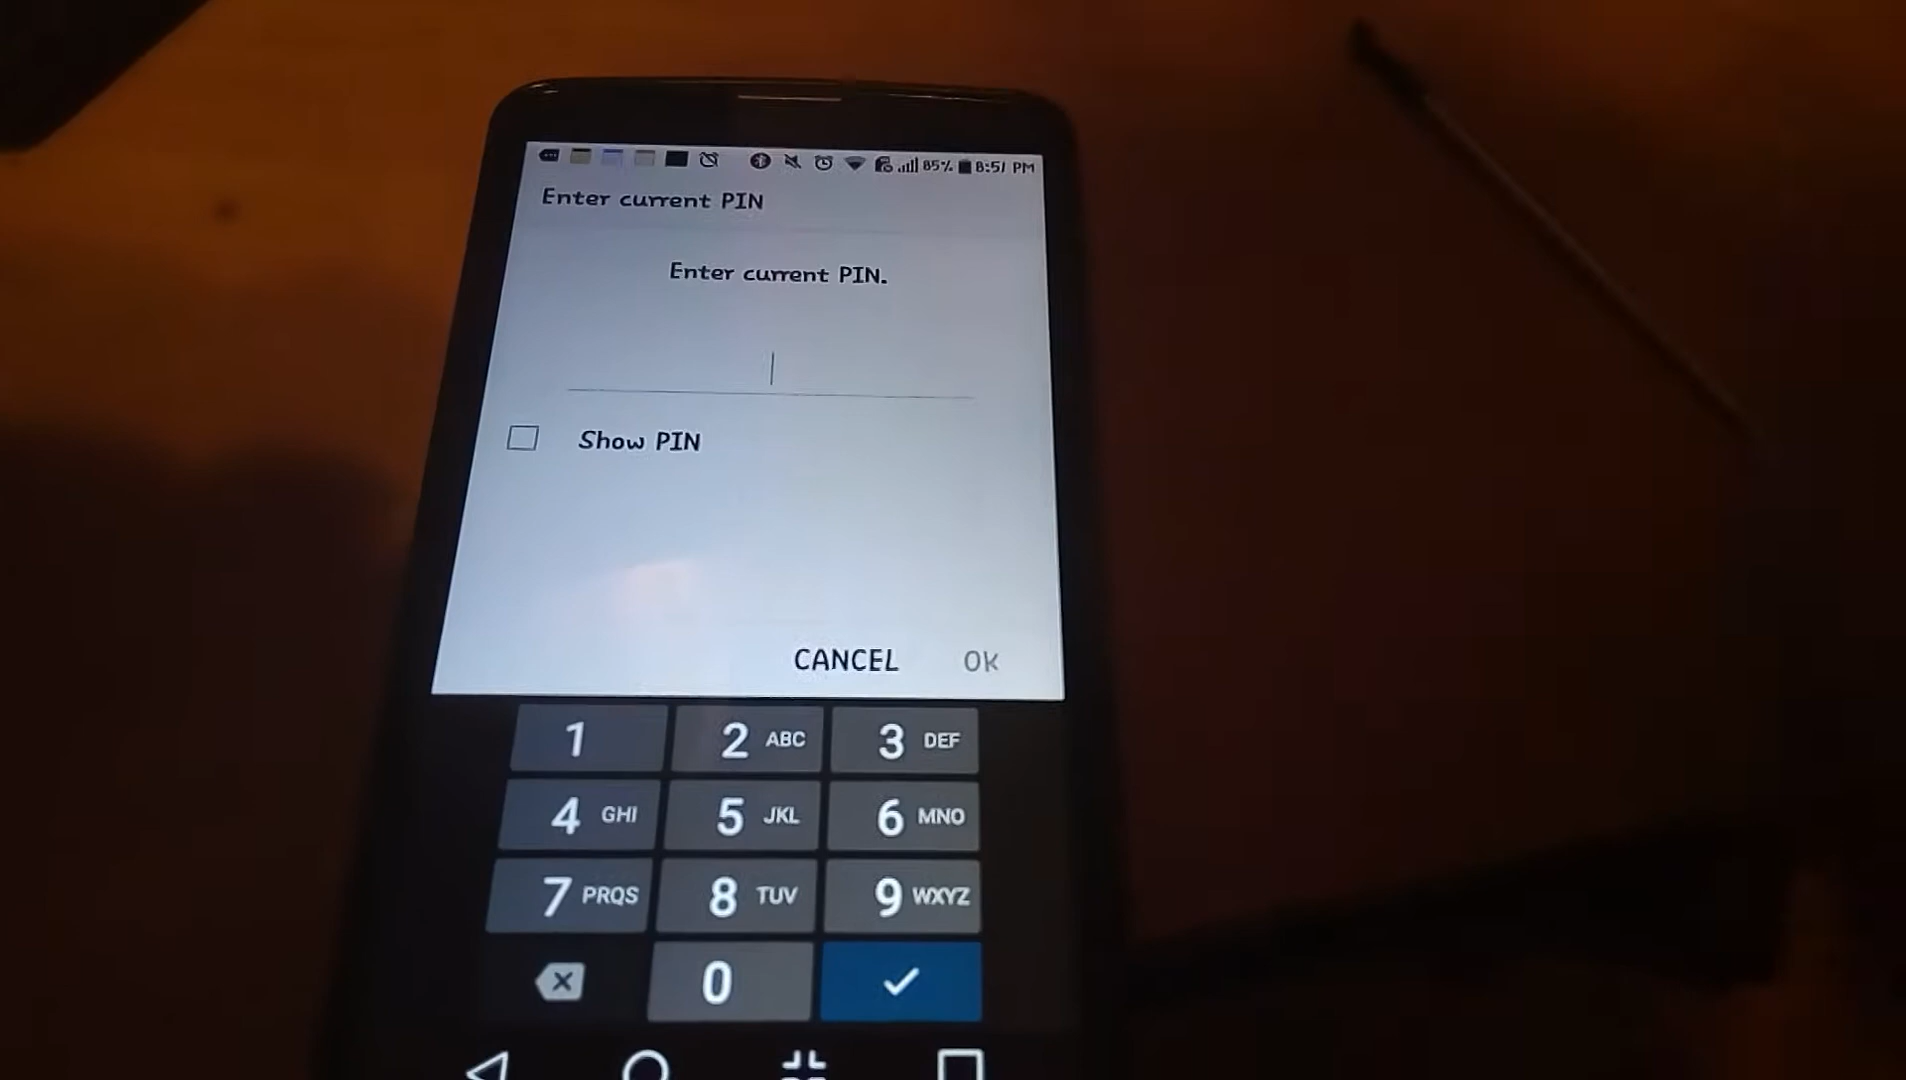 85% 8:51 PM
Enter current PIN
Enter current PIN.
Show PIN
CANCEL OK
1 2 ABC 3 DEF
4 GHI 5 JKL 6 MNO
7 PRQS 8 TUV 9 WXYZ
0